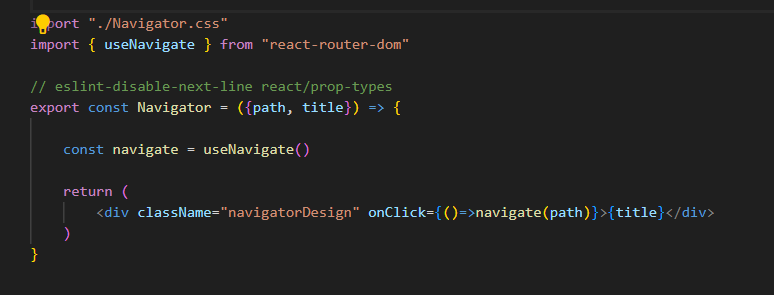 import "./Navigator.css"
import { useNavigate } from "react-router-dom"
// eslint-disable-next-line react/prop-types
export const Navigator = ({path, title}) => {
const navigate = useNavigate()
return (
<div className="navigatorDesign" onClick={()=>navigate(path)}>{title}</div>
)
}